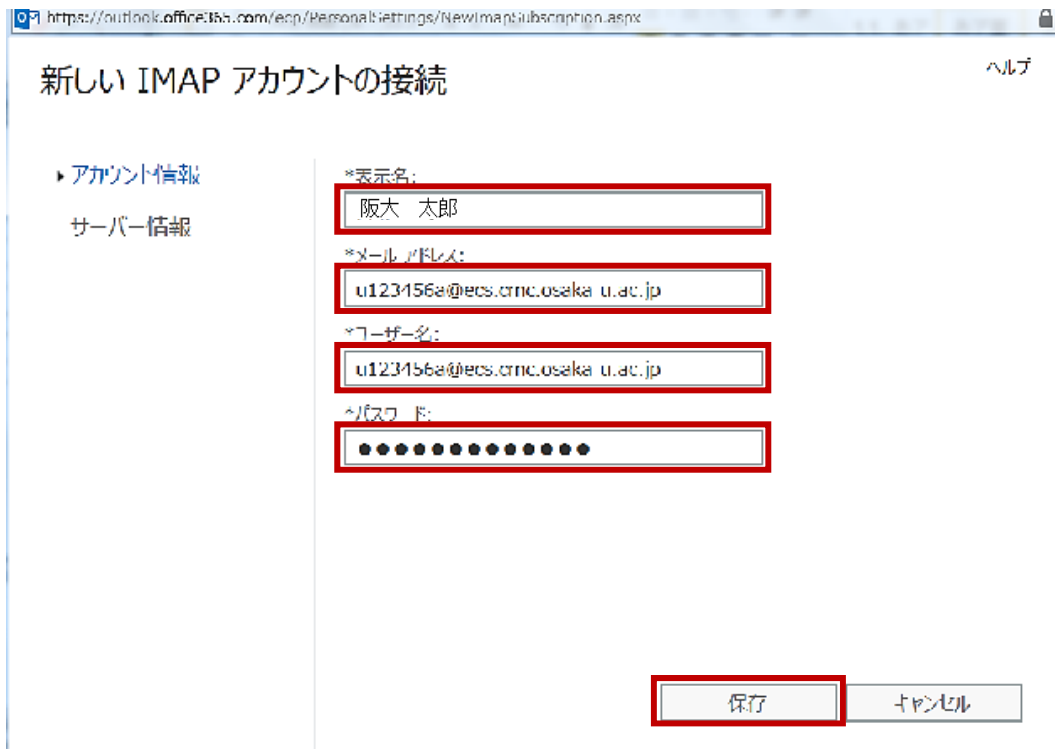 https://outlook.office365.com/ecp/PersonalSettings/NewImapSubscription.aspx
新しい IMAP アカウントの接続
ヘルプ
アカウント情報
サーバー情報
*表示名:
阪大　太郎
*メール アドレス:
u123456a@ecs.cmc.osaka-u.ac.jp
*ユーザー名:
u123456a@ecs.cmc.osaka-u.ac.jp
*パスワード:
●●●●●●●●●●●●●
保存
キャンセル